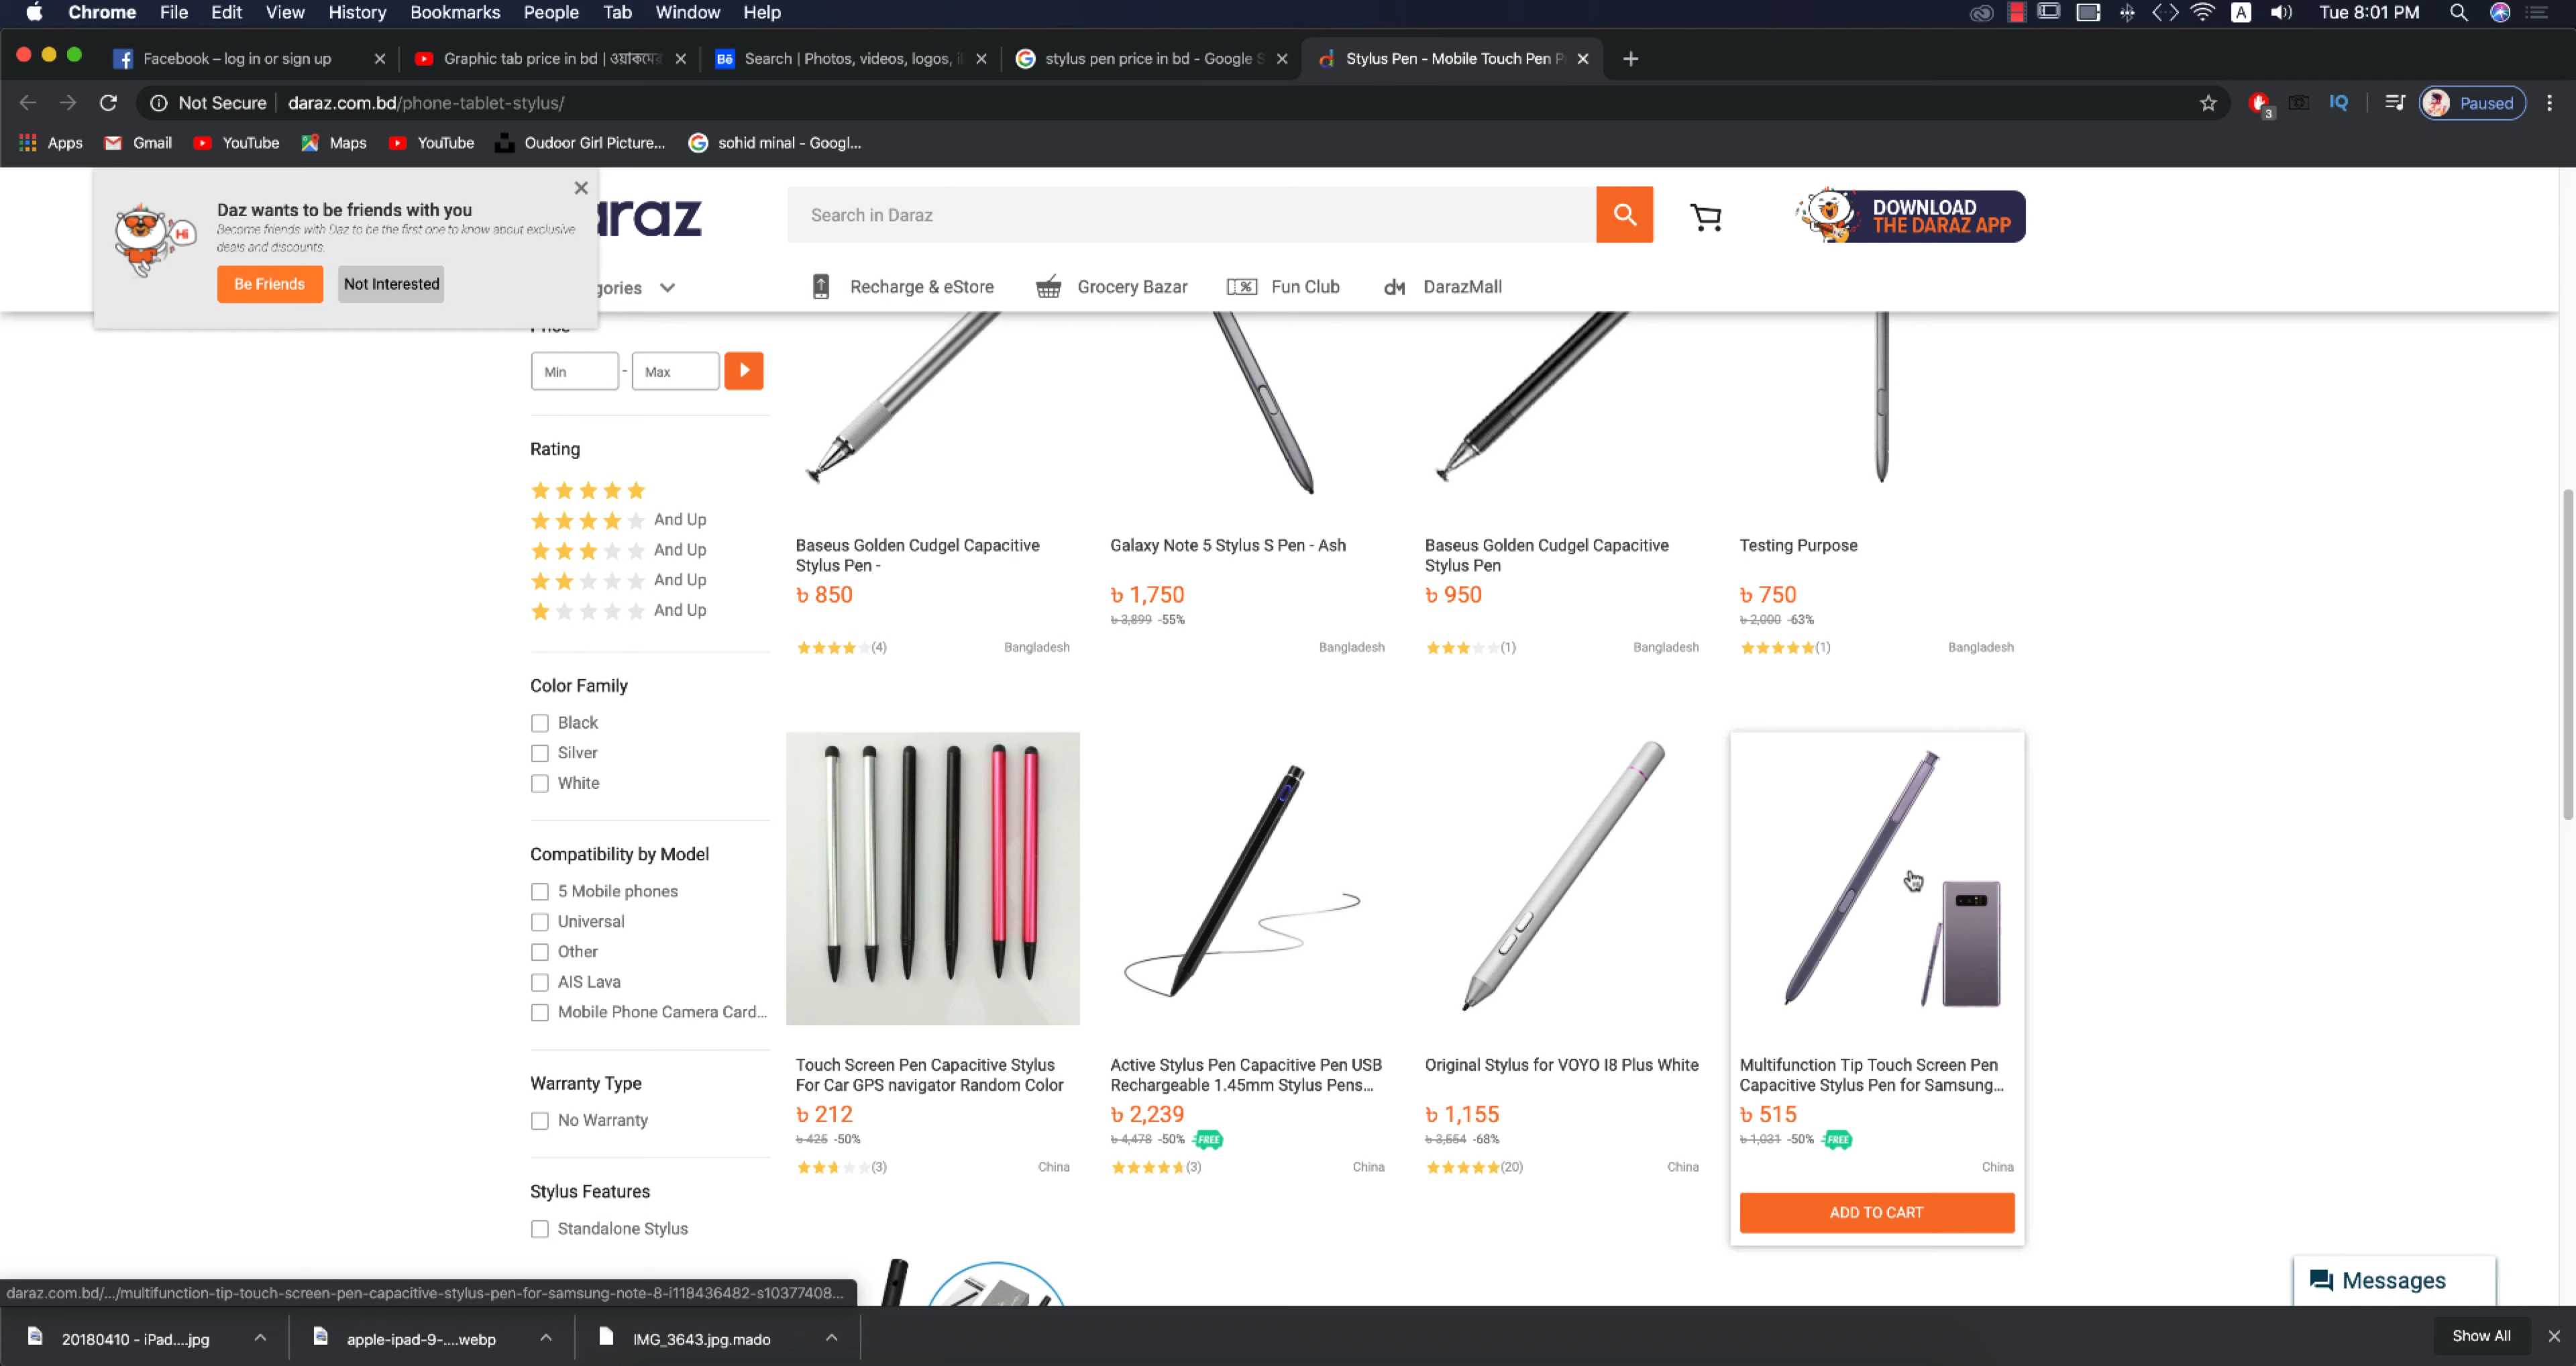 Chrome File Edit View History Bookmarks People Tab Window Help
A Tue 8:01 PM
Facebook – log in or sign up
Graphic tab price in bd | ওয়াকমের
Bē Search | Photos, videos, logos, i
stylus pen price in bd - Google S
Stylus Pen - Mobile Touch Pen P
Not Secure daraz.com.bd/phone-tablet-stylus/
3 IQ Paused
Apps Gmail YouTube Maps YouTube Oudoor Girl Picture... sohid minal - Googl...
Daz wants to be friends with you
Become friends with Daz to be the first one to know about exclusive
deals and discounts.
Hi
Be Friends Not Interested
araz
Search in Daraz
DOWNLOAD
THE DARAZ APP
gories
Recharge & eStore Grocery Bazar Fun Club DarazMall
Price
Min - Max
Rating
And Up
And Up
And Up
And Up
Color Family
Black
Silver
White
Compatibility by Model
5 Mobile phones
Universal
Other
AIS Lava
Mobile Phone Camera Card...
Warranty Type
No Warranty
Stylus Features
Standalone Stylus
Baseus Golden Cudgel Capacitive
Stylus Pen -
৳ 850
(4) Bangladesh
Galaxy Note 5 Stylus S Pen - Ash
৳ 1,750
৳ 3,899 -55%
Bangladesh
Baseus Golden Cudgel Capacitive
Stylus Pen
৳ 950
(1) Bangladesh
Testing Purpose
৳ 750
৳ 2,000 -63%
(1) Bangladesh
Touch Screen Pen Capacitive Stylus
For Car GPS navigator Random Color
৳ 212
৳ 425 -50%
(3) China
Active Stylus Pen Capacitive Pen USB
Rechargeable 1.45mm Stylus Pens...
৳ 2,239
৳ 4,478 -50% FREE
(3) China
Original Stylus for VOYO I8 Plus White
৳ 1,155
৳ 3,554 -68%
(20) China
Multifunction Tip Touch Screen Pen
Capacitive Stylus Pen for Samsung...
৳ 515
৳ 1,031 -50% FREE
China
ADD TO CART
Messages
daraz.com.bd/.../multifunction-tip-touch-screen-pen-capacitive-stylus-pen-for-samsung-note-8-i118436482-s10377408...
20180410 - iPad....jpg
apple-ipad-9-....webp
IMG_3643.jpg.mado
Show All